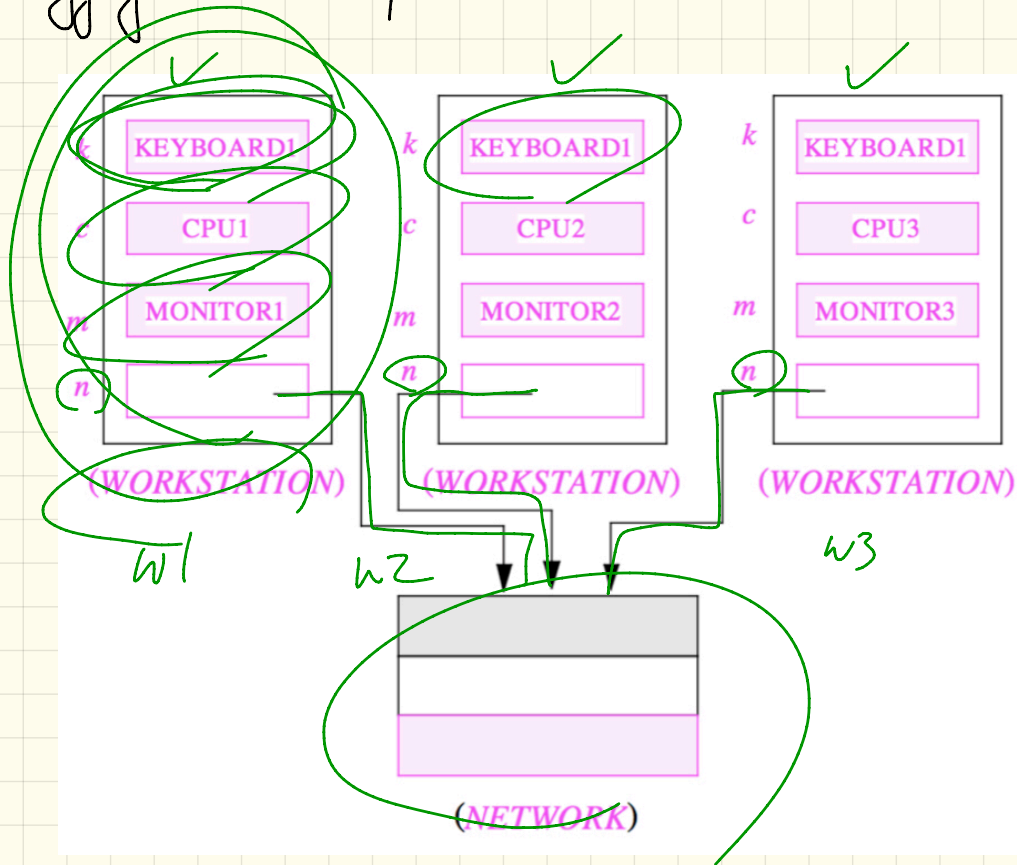 k KEYBOARD1 k KEYBOARD1 k KEYBOARD1
c CPU1 c CPU2 c CPU3
m MONITOR1 m MONITOR2 m MONITOR3
n n n
(WORKSTATION) (WORKSTATION) (WORKSTATION)
W1 W2 W3
(NETWORK)